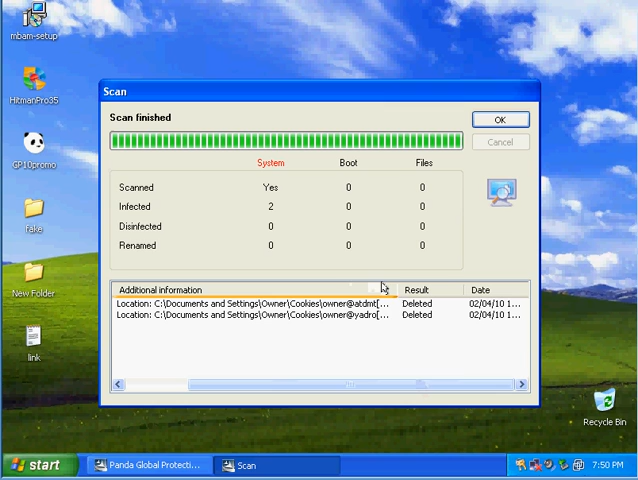 mbam-setup
HitmanPro35
GP10promo
fake
New Folder
link
Scan
Scan finished
OK
Cancel
System Boot Files
Scanned Yes 0 0
Infected 2 0 0
Disinfected 0 0 0
Renamed 0 0 0
Additional information Result Date
Location: C:\Documents and Settings\Owner\Cookies\owner@atdmt[... Deleted 02/04/10 1...
Location: C:\Documents and Settings\Owner\Cookies\owner@yadro[... Deleted 02/04/10 1...
Recycle Bin
start
Panda Global Protecti...
Scan
7:50 PM